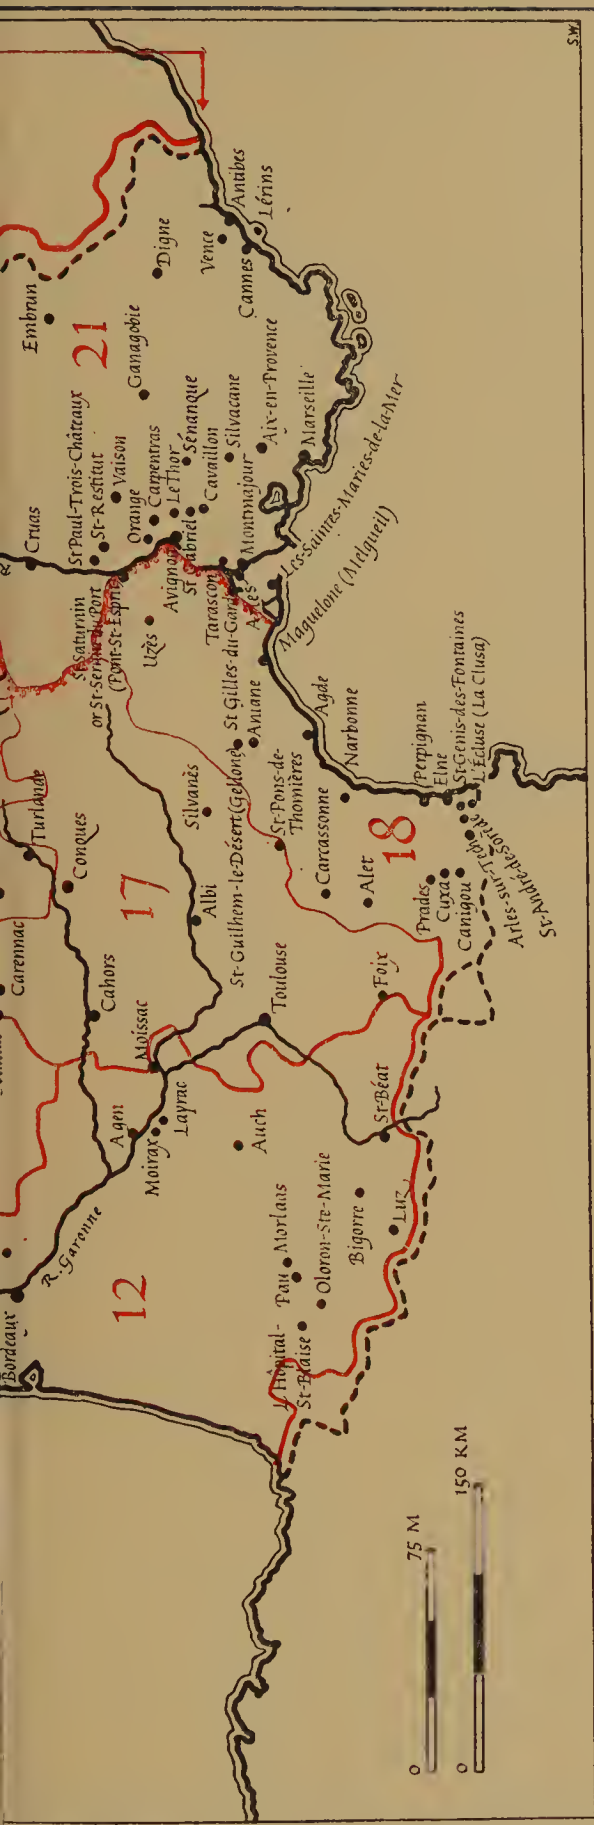 Bordeaux
R. Garonne
12
Agen
Moirax
Layrac
Moissac
Cahors
Carennac
Turlande
Conques
17
Albi
Silvanès
Auch
Toulouse
L'Hôpital-
St-Blaise
Pau
Morlaas
Oloron-Ste-Marie
Bigorre
Luz
St-Béat
Foix
St-Guilhem-le-Désert (Gellone)
Aniane
St-Pons-de-
Thomières
Carcassonne
Alet
18
Prades
Cuxa
Canigou
Arles-sur-Tech
St-André-de-Sorède
Perpignan
Elne
St-Genis-des-Fontaines
L'Écluse (La Clusa)
Narbonne
Agde
Maguelone (Melgueil)
Les-Saintes-Maries-de-la-Mer
St Gilles-du-Gard
Arles
Tarascon
Montmajour
St Gabriel
Avignon
Uzès
St-Saturnin
or St-Sernin du Port
(Pont-St-Esprit)
Cruas
St Paul-Trois-Châteaux
St-Restitut
Vaison
Orange
Carpentras
Le Thor
Sénanque
Cavaillon
Silvacane
Aix-en-Provence
Marseille
21
Embrun
Ganagobie
Digne
Vence
Cannes
Antibes
Lérins
0 75 M
0 150 KM
S.W.